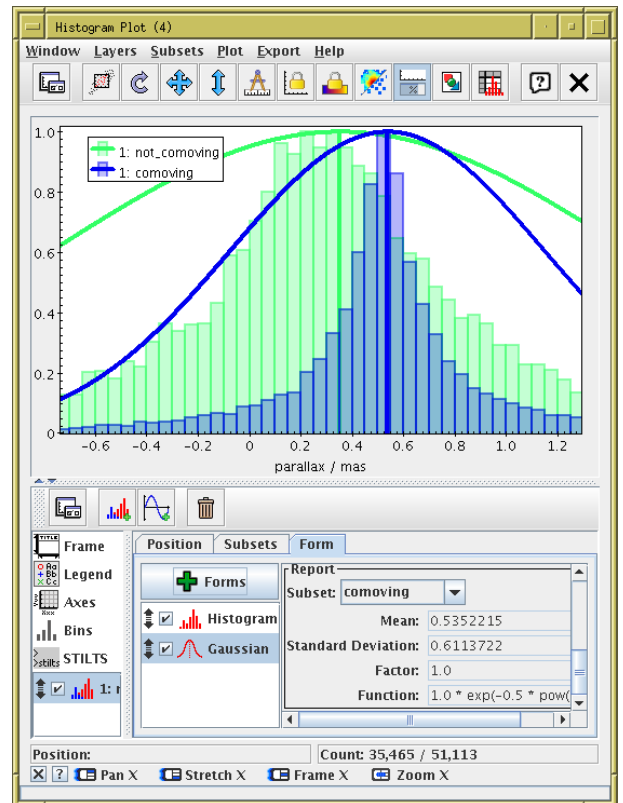 Histogram Plot (4)
Window Layers Subsets Plot Export Help
1.0
0.8
0.6
0.4
0.2
0
1: not_comoving
1: comoving
-0.6 -0.4 -0.2 0 0.2 0.4 0.6 0.8 1.0 1.2
parallax / mas
Frame
Legend
Axes
Bins
STILTS
1: r
Position Subsets Form
Forms
Histogram
Gaussian
Report
Subset: comoving
Mean: 0.5352215
Standard Deviation: 0.6113722
Factor: 1.0
Function: 1.0 * exp(-0.5 * pow(
Position: Count: 35,465 / 51,113
Pan X Stretch X Frame X Zoom X